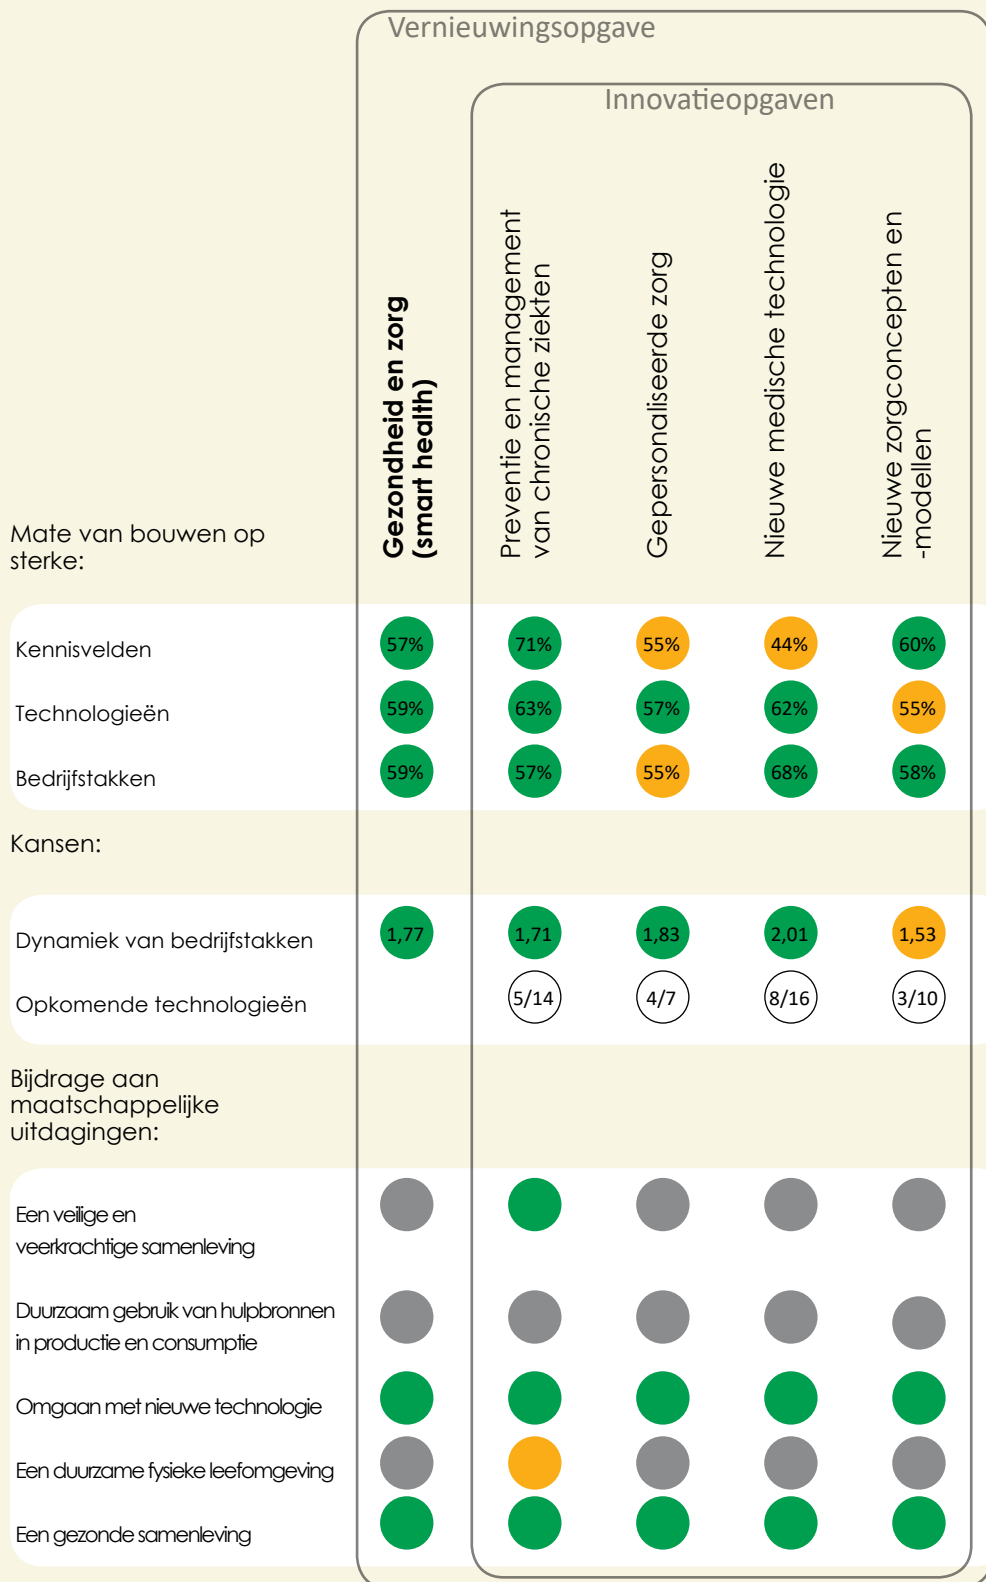 Vernieuwingsopgave
Innovatieopgaven
Gezondheid en zorg
(smart health)
Preventie en management
van chronische ziekten
Gepersonaliseerde zorg
Nieuwe medische technologie
Nieuwe zorgconcepten en
-modellen
Mate van bouwen op
sterke:
Kennisvelden 57% 71% 55% 44% 60%
Technologieën 59% 63% 57% 62% 55%
Bedrijfstakken 59% 57% 55% 68% 58%
Kansen:
Dynamiek van bedrijfstakken 1,77 1,71 1,83 2,01 1,53
Opkomende technologieën 5/14 4/7 8/16 3/10
Bijdrage aan
maatschappelijke
uitdagingen:
Een veilige en
veerkrachtige samenleving
Duurzaam gebruik van hulpbronnen
in productie en consumptie
Omgaan met nieuwe technologie
Een duurzame fysieke leefomgeving
Een gezonde samenleving